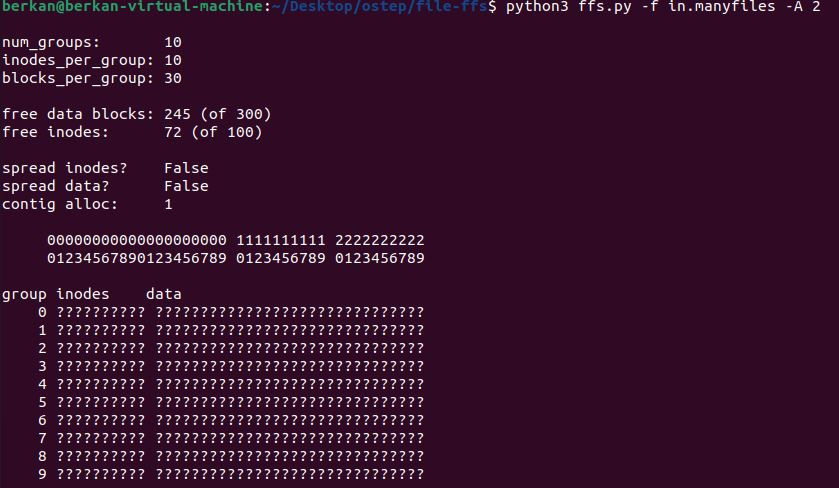 berkan@berkan-virtual-machine:~/Desktop/ostep/file-ffs$ python3 ffs.py -f in.manyfiles -A 2
num_groups:       10
inodes_per_group: 10
blocks_per_group: 30
free data blocks: 245 (of 300)
free inodes:      72 (of 100)
spread inodes?    False
spread data?      False
contig alloc:     1
     00000000000000000000 1111111111 2222222222
     01234567890123456789 0123456789 0123456789
group inodes    data
    0 ?????????? ??????????????????????????????
    1 ?????????? ??????????????????????????????
    2 ?????????? ??????????????????????????????
    3 ?????????? ??????????????????????????????
    4 ?????????? ??????????????????????????????
    5 ?????????? ??????????????????????????????
    6 ?????????? ??????????????????????????????
    7 ?????????? ??????????????????????????????
    8 ?????????? ??????????????????????????????
    9 ?????????? ??????????????????????????????